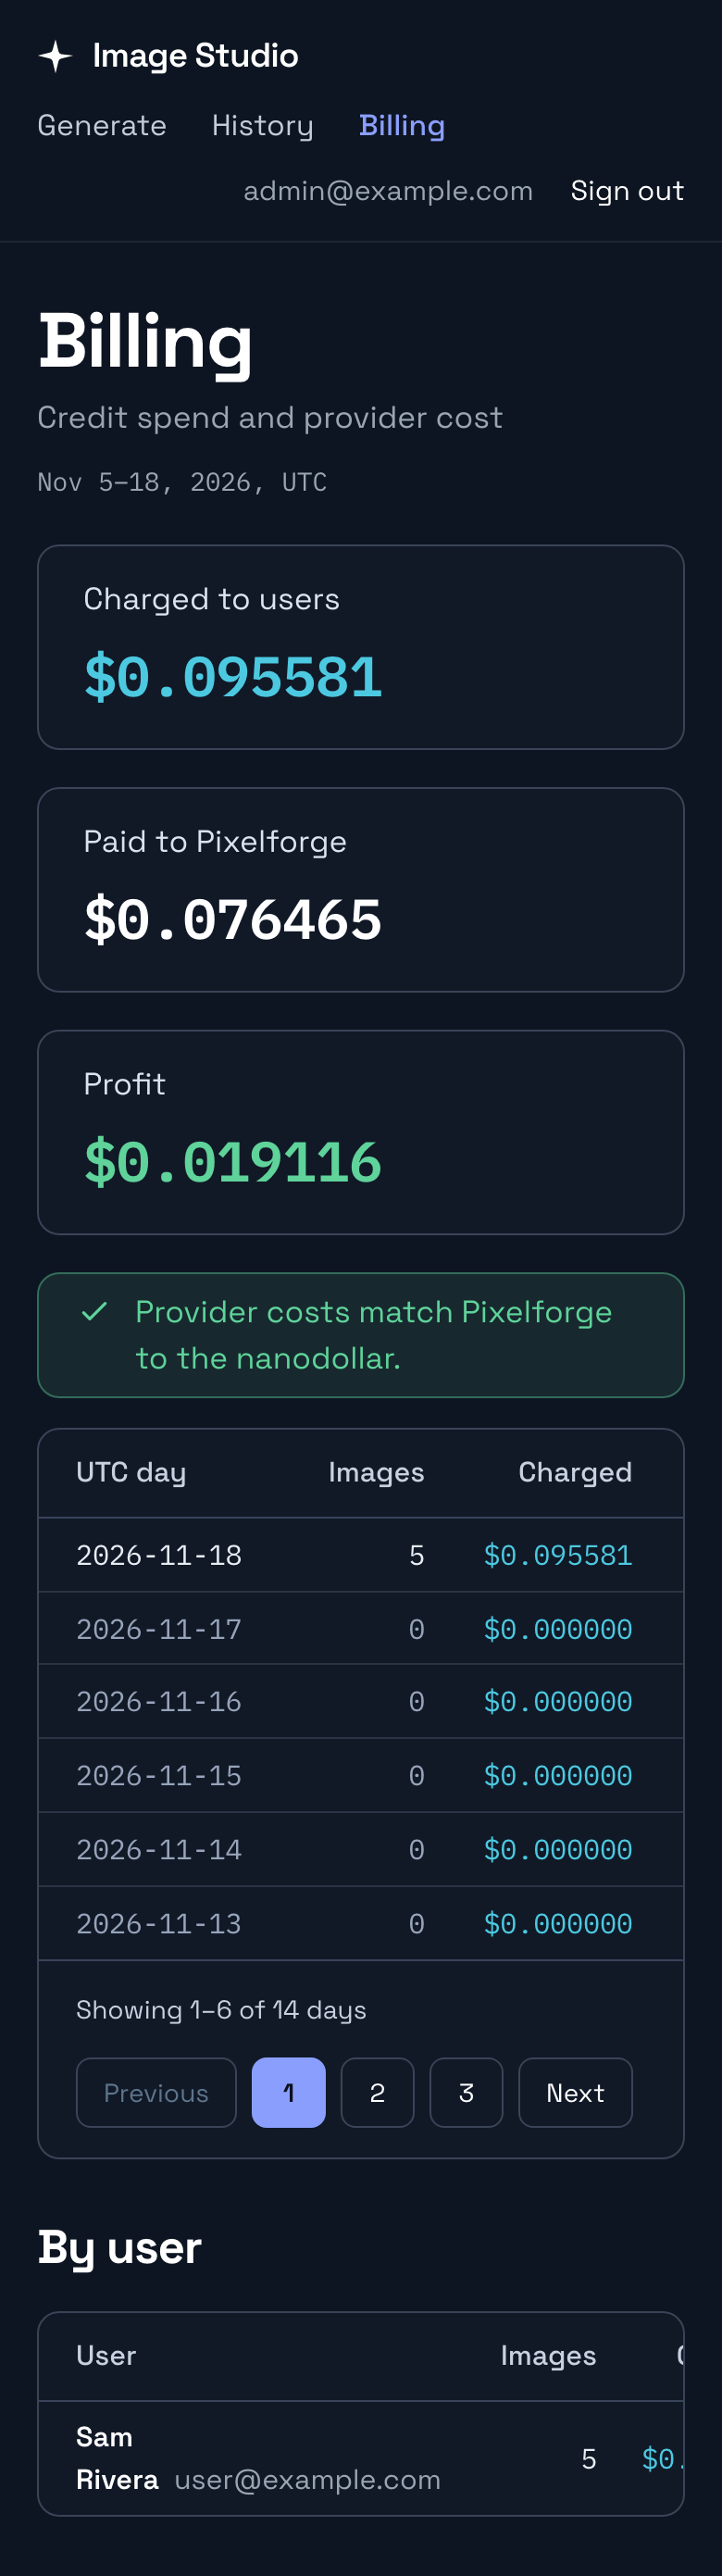 Image Studio
Generate History Billing
admin@example.com Sign out
Billing
Credit spend and provider cost
Nov 5–18, 2026, UTC
Charged to users
$0.095581
Paid to Pixelforge
$0.076465
Profit
$0.019116
Provider costs match Pixelforge
to the nanodollar.
UTC day Images Charged
2026-11-18 5 $0.095581
2026-11-17 0 $0.000000
2026-11-16 0 $0.000000
2026-11-15 0 $0.000000
2026-11-14 0 $0.000000
2026-11-13 0 $0.000000
Showing 1–6 of 14 days
Previous 1 2 3 Next
By user
User Images
Sam
Rivera user@example.com 5 $0.